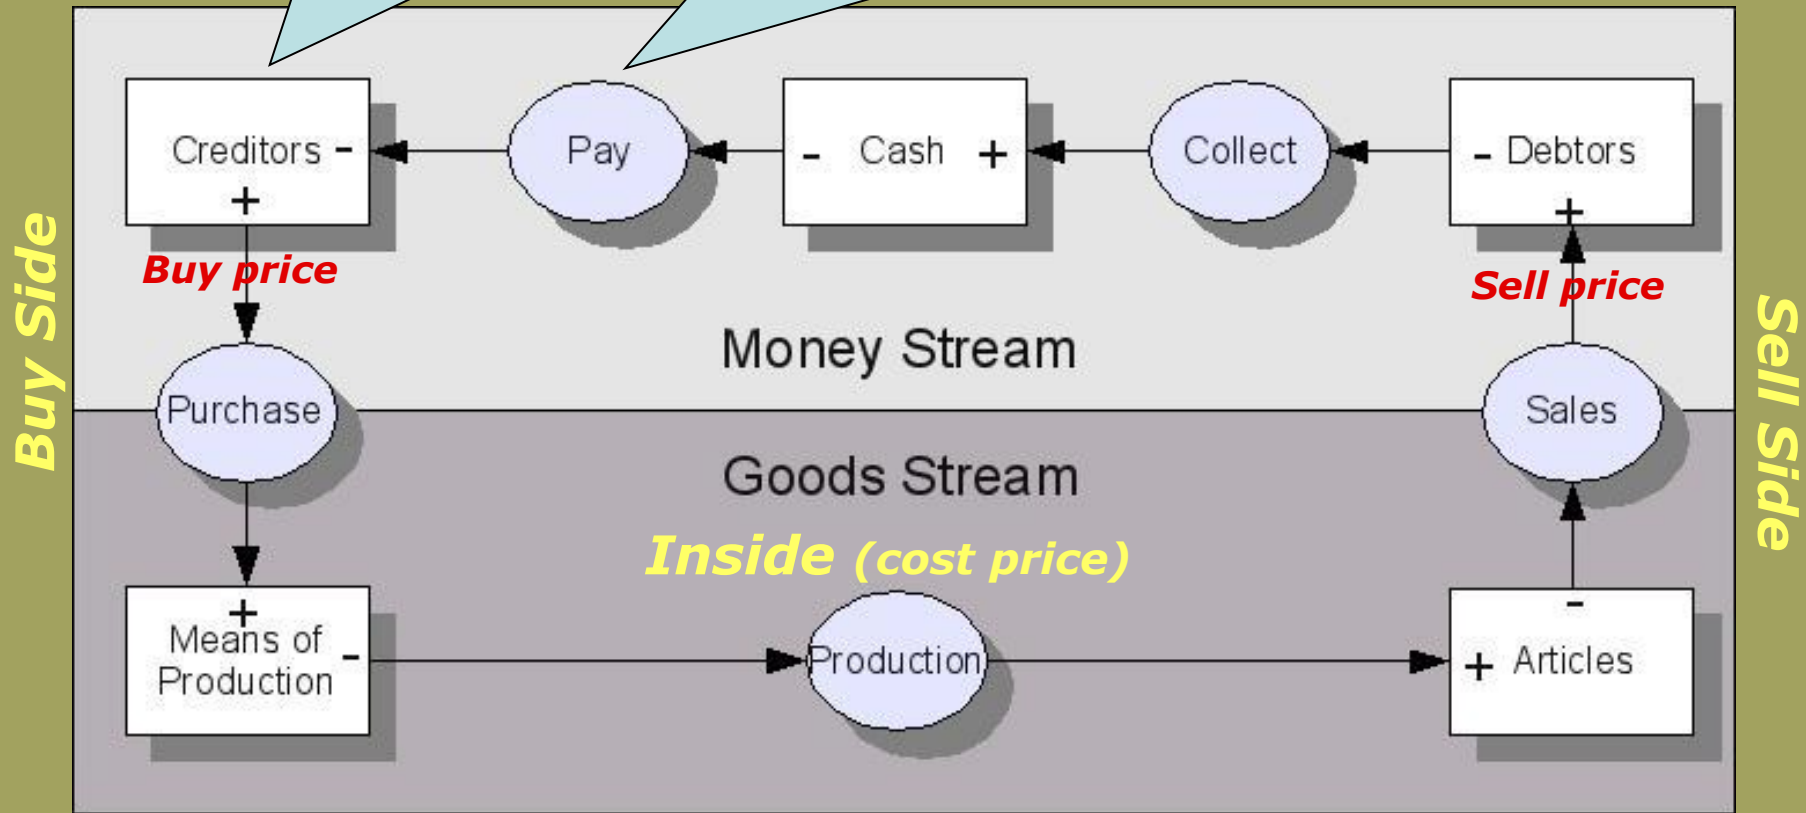 Creditors -
+
Pay
- Cash +
Collect
- Debtors
+
Buy Side
Buy price
Sell price
Sell Side
Money Stream
Purchase
Sales
Goods Stream
Inside (cost price)
+
Means of
Production -
Production
-
+ Articles